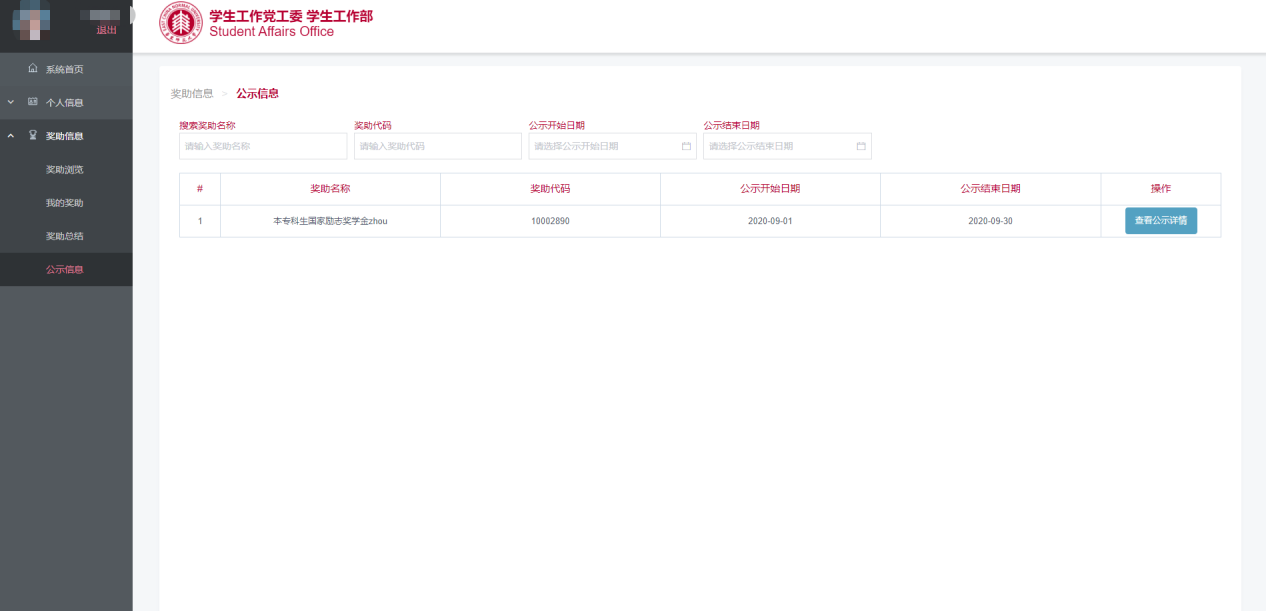 退出
系统首页
个人信息
奖助信息
奖助浏览
我的奖助
奖助总结
公示信息
EAST CHINA NORMAL UNIVERSITY
学生工作党工委 学生工作部
Student Affairs Office
奖助信息 > 公示信息
搜索奖助名称 奖助代码 公示开始日期 公示结束日期
请输入奖助名称 请输入奖助代码 请选择公示开始日期 请选择公示结束日期
# 奖助名称 奖助代码 公示开始日期 公示结束日期 操作
1 本专科生国家励志奖学金zhou 10002890 2020-09-01 2020-09-30 查看公示详情